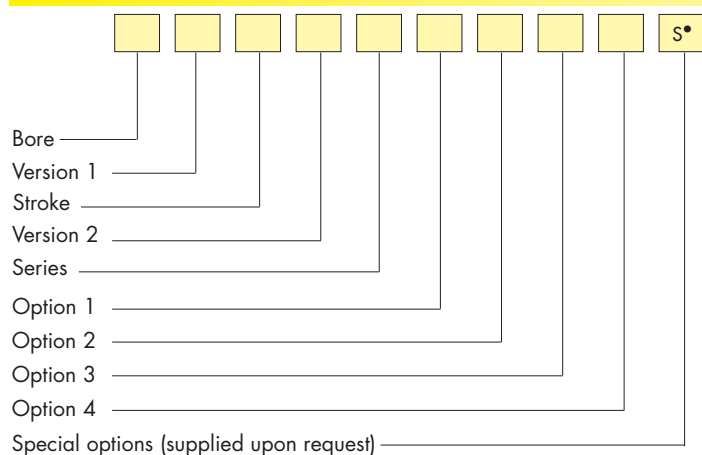 S•
Bore
Version 1
Stroke
Version 2
Series
Option 1
Option 2
Option 3
Option 4
Special options (supplied upon request)